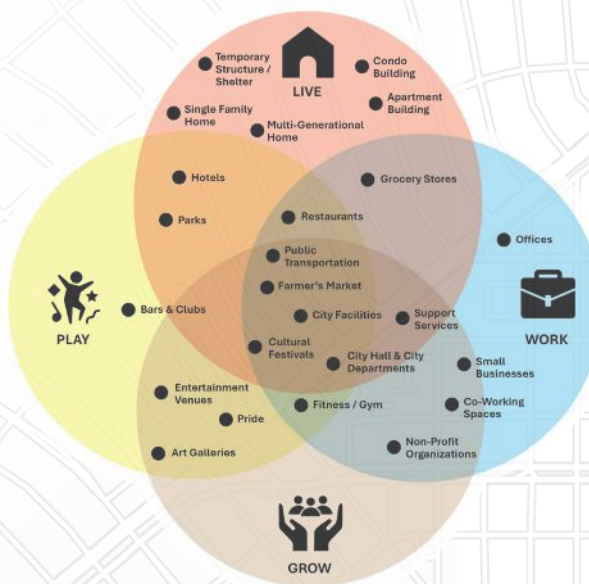 Temporary
Structure /
Shelter
LIVE
Condo
Building
Apartment
Building
Single Family
Home
Multi-Generational
Home
Hotels
Grocery Stores
Parks
Restaurants
Offices
Public
Transportation
Farmer's Market
Bars & Clubs
City Facilities
Support
Services
PLAY
WORK
Cultural
Festivals
City Hall & City
Departments
Small
Businesses
Entertainment
Venues
Fitness / Gym
Co-Working
Spaces
Pride
Art Galleries
Non-Profit
Organizations
GROW